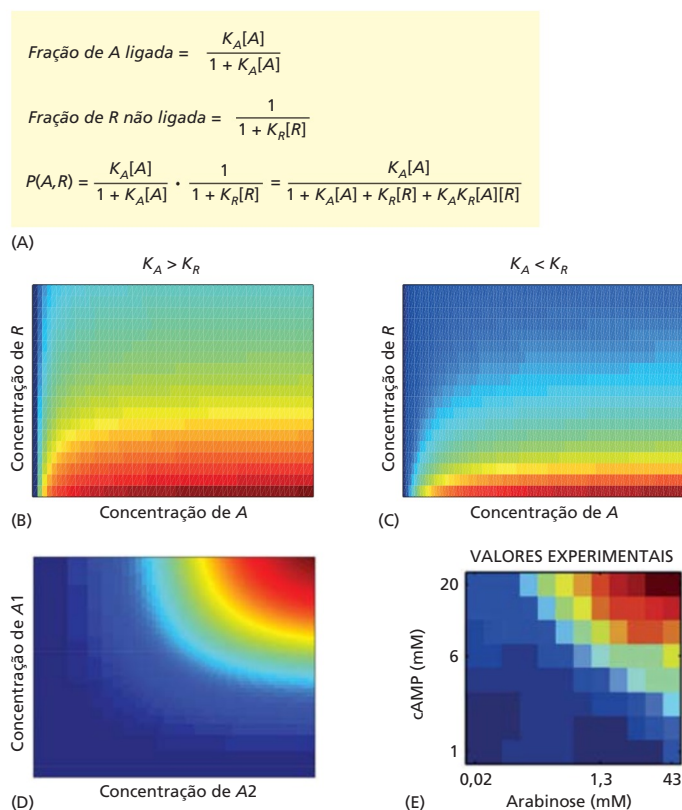 Fração de A ligada = K_A[A] / 1 + K_A[A]
Fração de R não ligada = 1 / 1 + K_R[R]
P(A,R) = K_A[A] / 1 + K_A[A] · 1 / 1 + K_R[R] = K_A[A] / 1 + K_A[A] + K_R[R] + K_AK_R[A][R]
(A)
K_A > K_R
Concentração de R
(B)
Concentração de A
K_A < K_R
Concentração de R
(C)
Concentração de A
Concentração de A1
(D)
Concentração de A2
VALORES EXPERIMENTAIS
cAMP (mM)
20
6
1
0,02 1,3 43
(E)
Arabinose (mM)